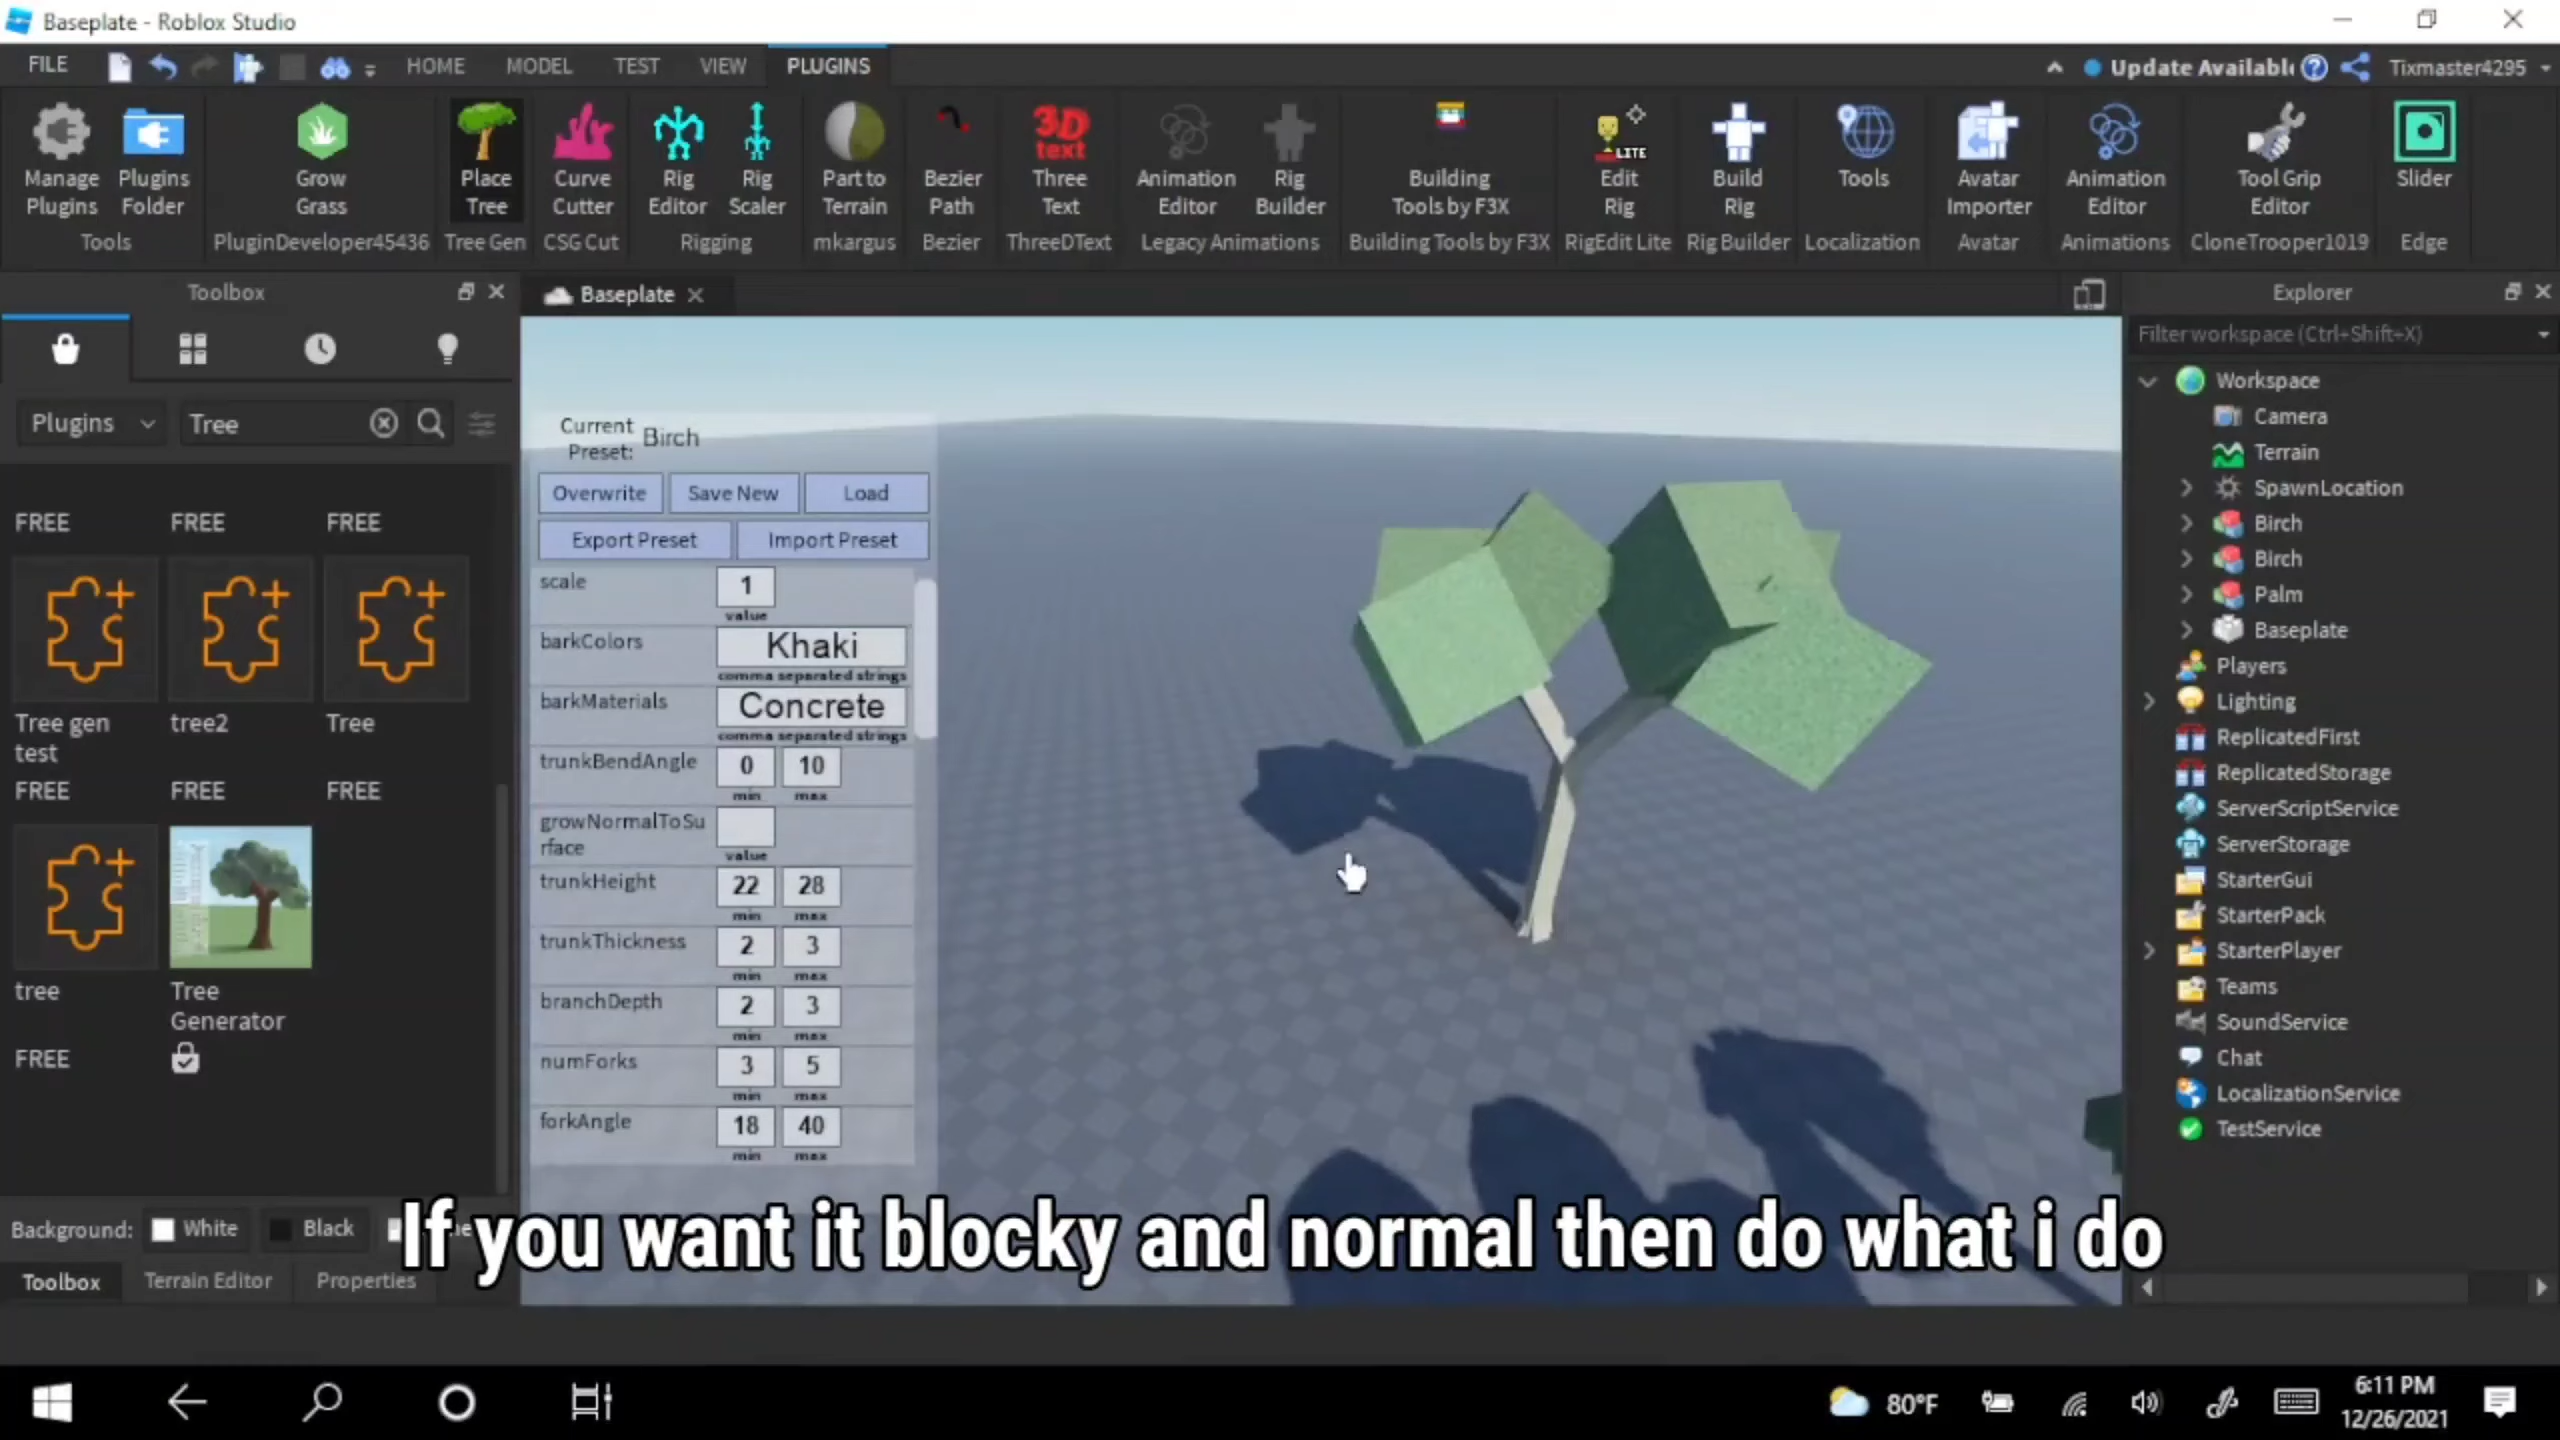 Baseplate - Roblox Studio
FILE HOME MODEL TEST VIEW PLUGINS Update Availabl Tixmaster4295
Manage Plugins
Plugins Folder
Tools
Grow Grass
PluginDeveloper45436
Place Tree
Tree Gen
Curve Cutter
CSG Cut
Rig Editor
Rig Scaler
Rigging
Part to Terrain
mkargus
Bezier Path
Bezier
3D text
Three Text
ThreeDText
Animation Editor
Rig Builder
Legacy Animations
Building Tools by F3X
Building Tools by F3X
LITE
Edit Rig
RigEdit Lite
Build Rig
Rig Builder
Tools
Localization
Avatar Importer
Avatar
Animation Editor
Animations
Tool Grip Editor
CloneTrooper1019
Slider
Edge
Toolbox
Plugins
Tree
FREE FREE FREE
Tree gen test
tree2
Tree
FREE FREE FREE
tree
Tree Generator
FREE
Background: White Black
Toolbox Terrain Editor Properties
Baseplate
Current Preset: Birch
Overwrite Save New Load
Export Preset Import Preset
scale 1
value
barkColors Khaki
comma separated strings
barkMaterials Concrete
comma separated strings
trunkBendAngle 0 10
min max
growNormalToSu
rface
value
trunkHeight 22 28
min max
trunkThickness 2 3
min max
branchDepth 2 3
min max
numForks 3 5
min max
forkAngle 18 40
min max
If you want it blocky and normal then do what i do
Explorer
Filter workspace (Ctrl+Shift+X)
Workspace
Camera
Terrain
SpawnLocation
Birch
Birch
Palm
Baseplate
Players
Lighting
ReplicatedFirst
ReplicatedStorage
ServerScriptService
ServerStorage
StarterGui
StarterPack
StarterPlayer
Teams
SoundService
Chat
LocalizationService
TestService
80°F
6:11 PM
12/26/2021